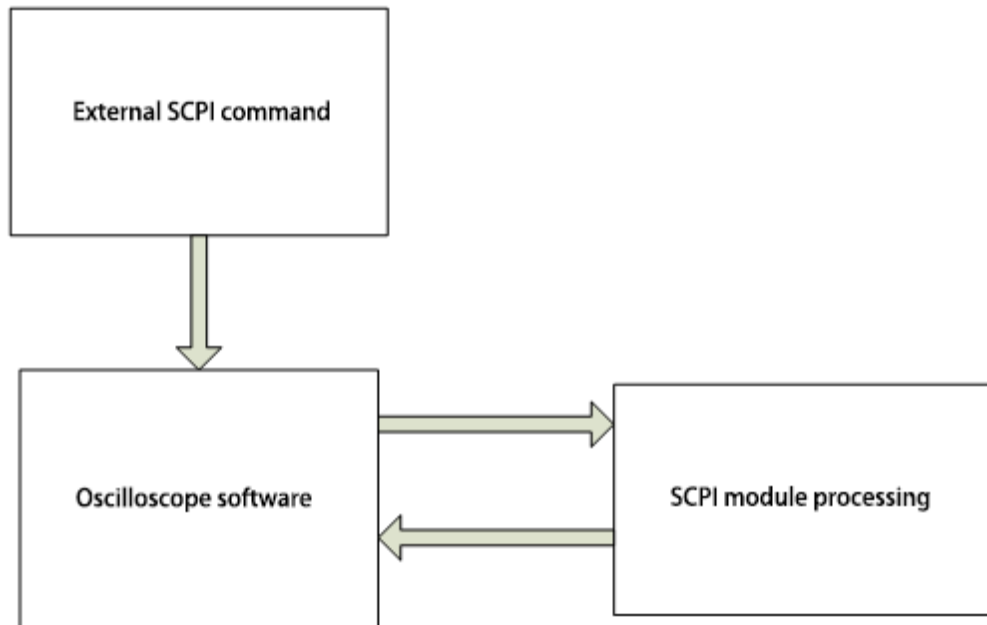 External SCPI command
Oscilloscope software
SCPI module processing